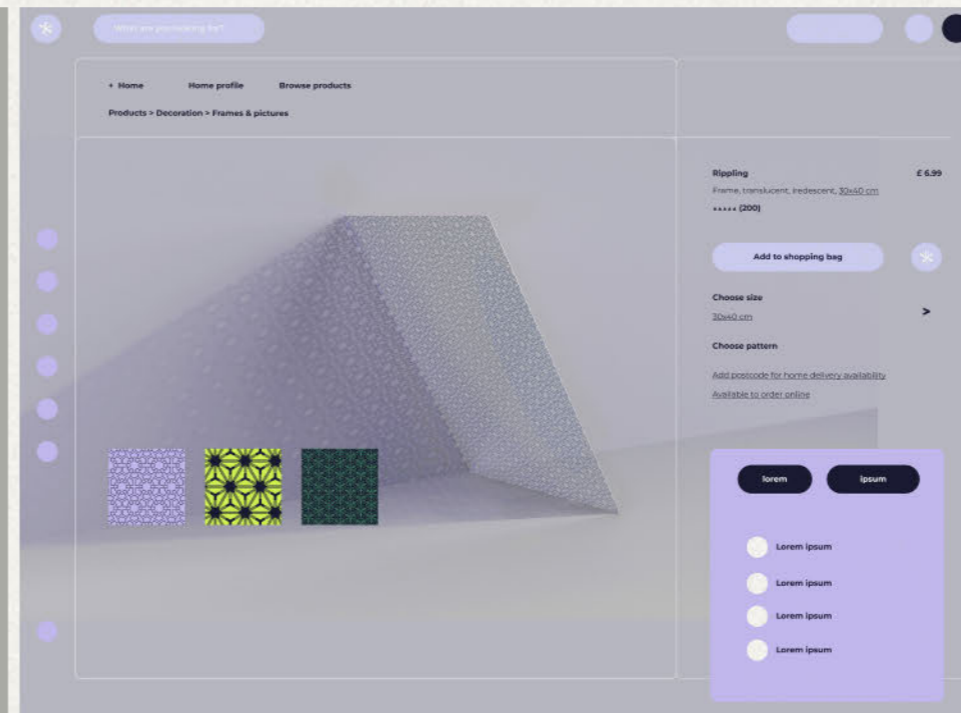 What are you looking for?
+ Home Home profile Browse products
Products > Decoration > Frames & pictures
Rippling £ 6.99
Frame, translucent, iredescent, 30x40 cm
(200)
Add to shopping bag
Choose size
30x40 cm >
Choose pattern
Add postcode for home delivery availability
Available to order online
lorem ipsum
Lorem ipsum
Lorem ipsum
Lorem ipsum
Lorem ipsum